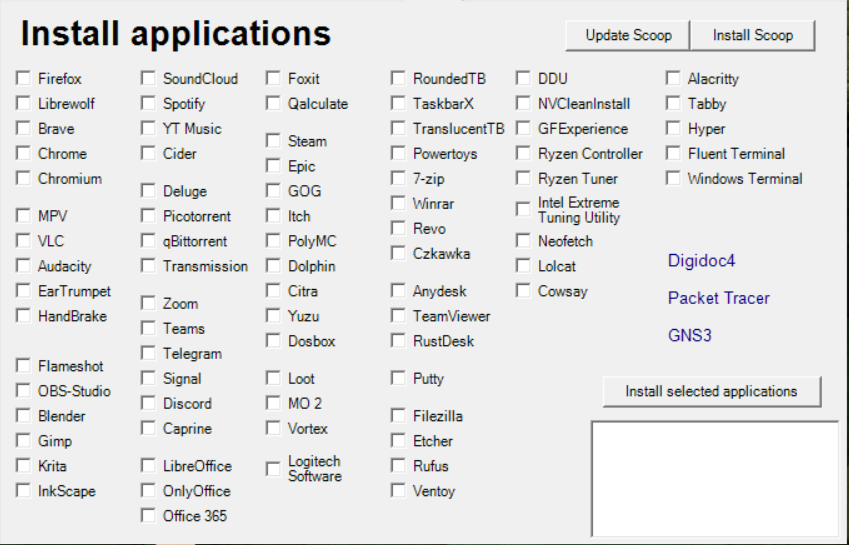 Install applications
Update Scoop
Install Scoop
Firefox
Librewolf
Brave
Chrome
Chromium
MPV
VLC
Audacity
EarTrumpet
HandBrake
Flameshot
OBS-Studio
Blender
Gimp
Krita
InkScape
SoundCloud
Spotify
YT Music
Cider
Deluge
Picotorrent
qBittorrent
Transmission
Zoom
Teams
Telegram
Signal
Discord
Caprine
LibreOffice
OnlyOffice
Office 365
Foxit
Qalculate
Steam
Epic
GOG
Itch
PolyMC
Dolphin
Citra
Yuzu
Dosbox
Loot
MO 2
Vortex
Logitech
Software
RoundedTB
TaskbarX
TranslucentTB
Powertoys
7-zip
Winrar
Revo
Czkawka
Anydesk
TeamViewer
RustDesk
Putty
Filezilla
Etcher
Rufus
Ventoy
DDU
NVCleanInstall
GFExperience
Ryzen Controller
Ryzen Tuner
Intel Extreme
Tuning Utility
Neofetch
Lolcat
Cowsay
Alacritty
Tabby
Hyper
Fluent Terminal
Windows Terminal
Digidoc4
Packet Tracer
GNS3
Install selected applications